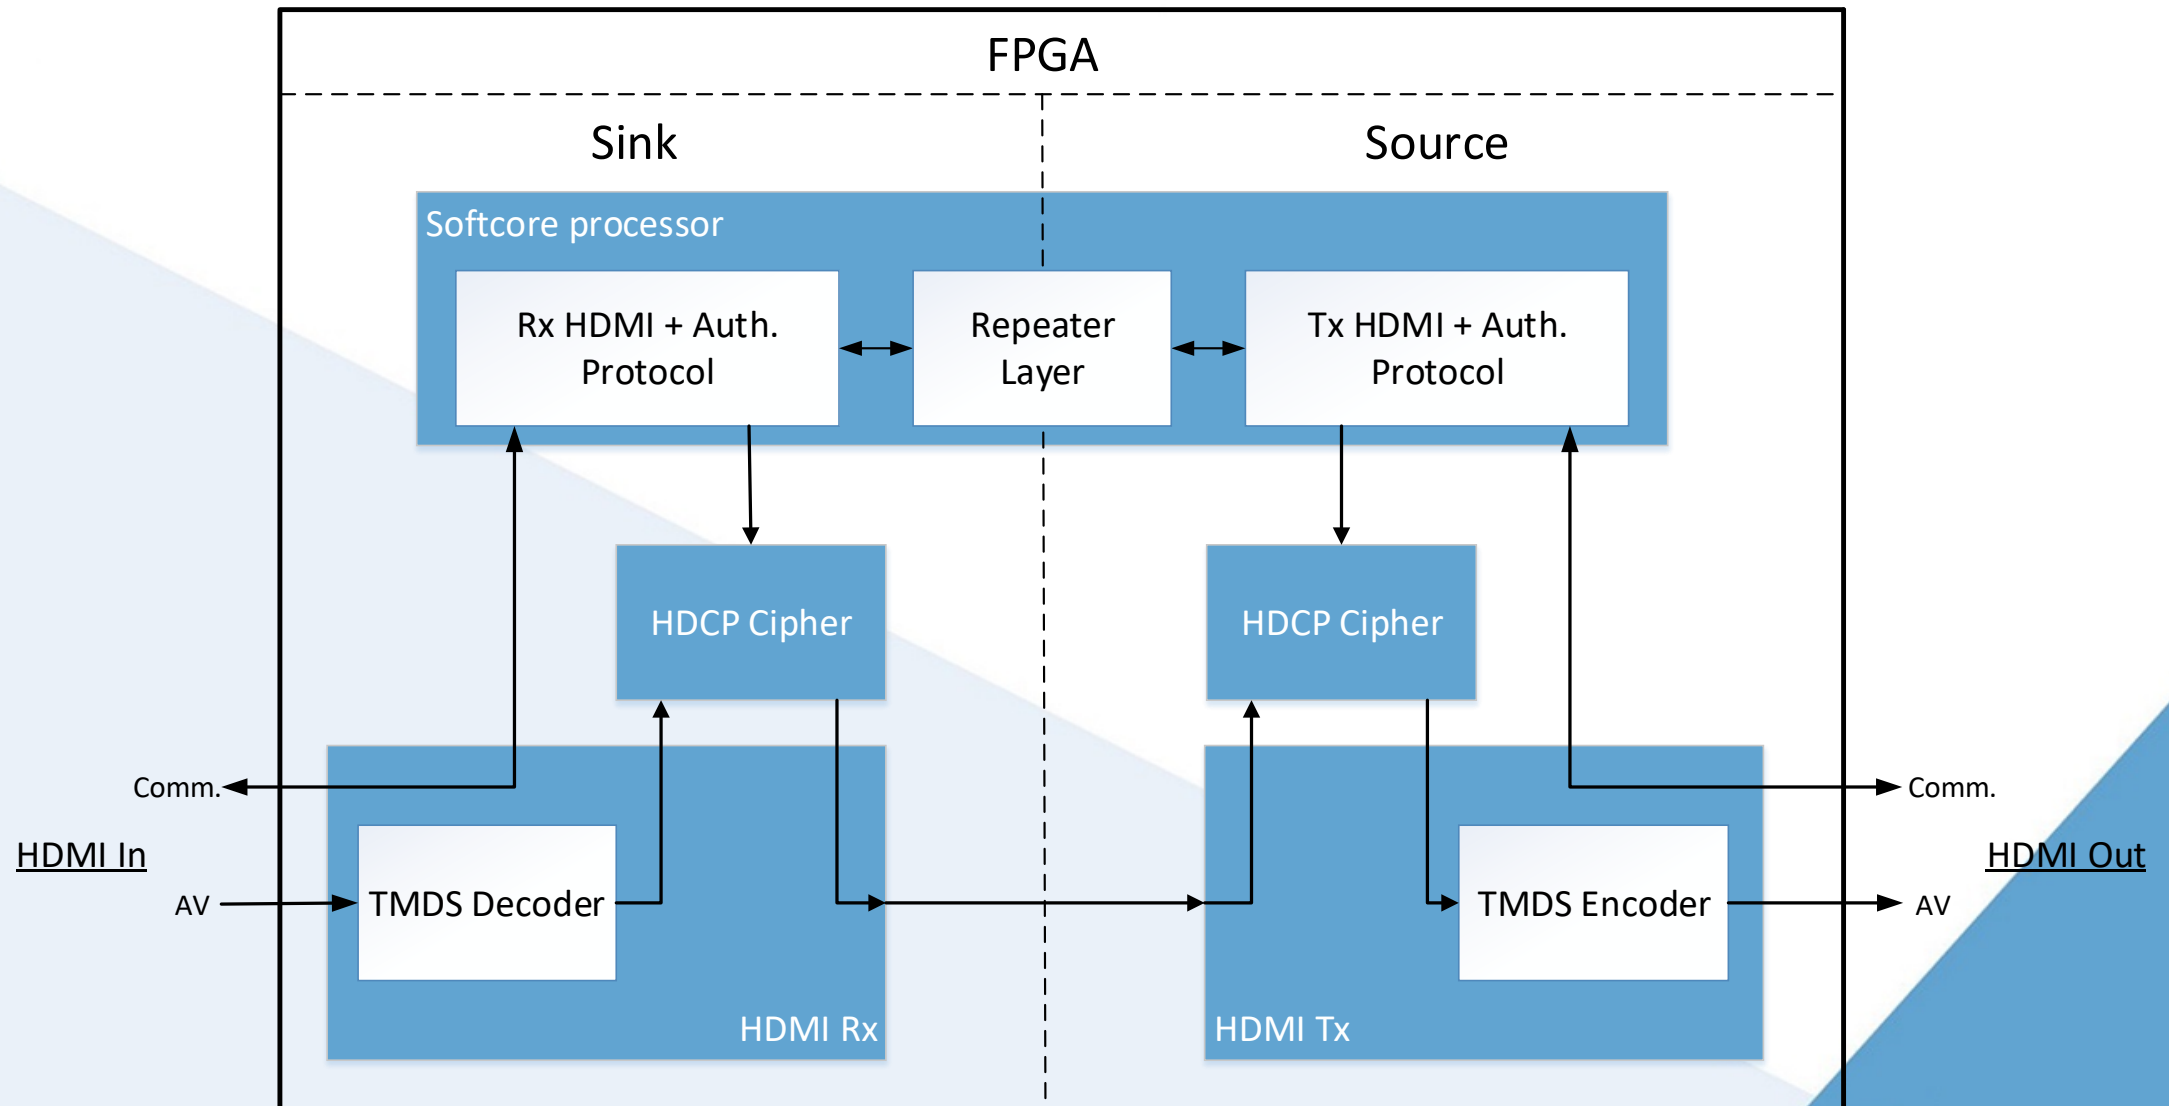 FPGA
Sink
Source
Softcore processor
Rx HDMI + Auth.
Protocol
Repeater
Layer
Tx HDMI + Auth.
Protocol
HDCP Cipher
HDCP Cipher
Comm.
Comm.
HDMI In
HDMI Out
AV
TMDS Decoder
TMDS Encoder
AV
HDMI Rx
HDMI Tx